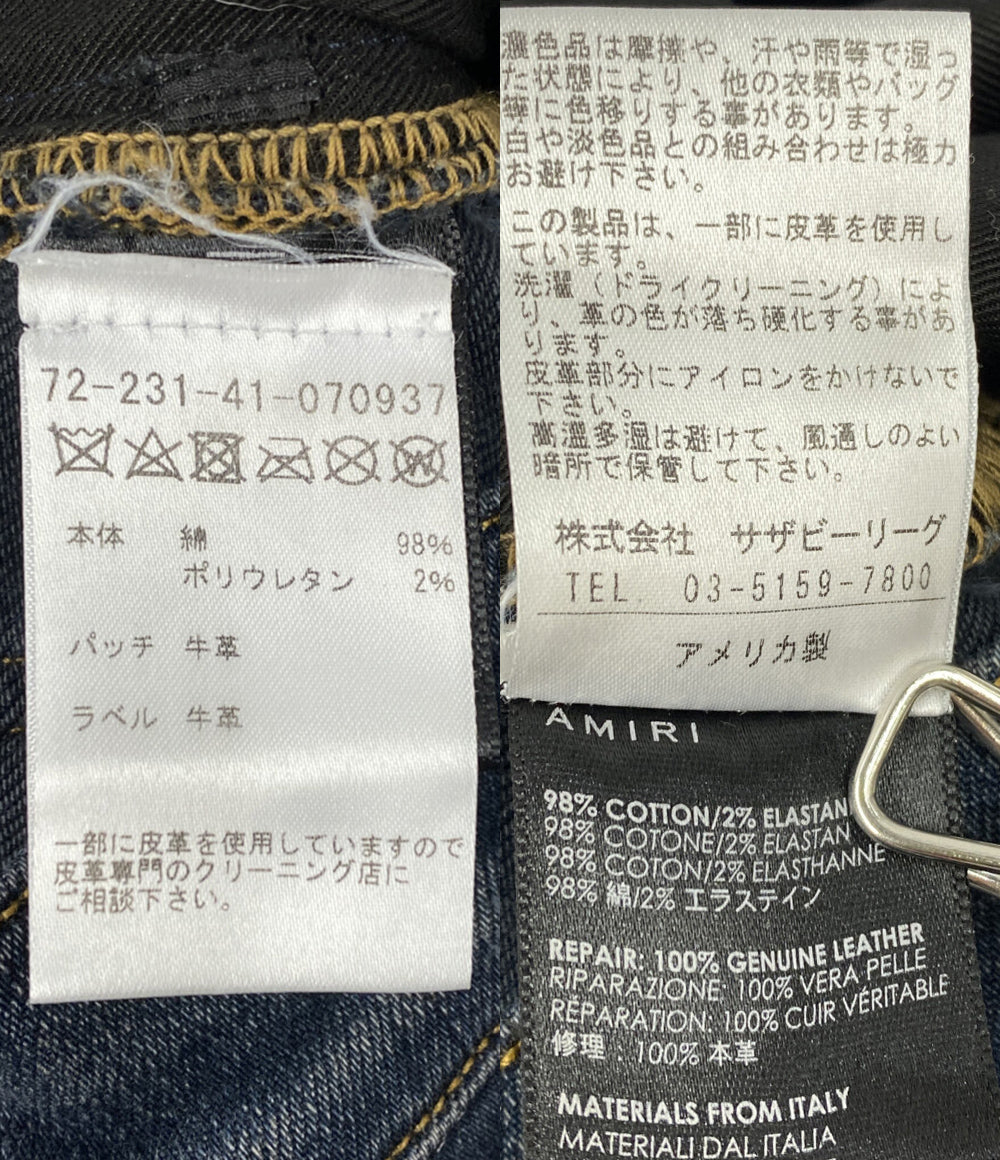 72-231-41-070937
本体 綿 98%
ポリウレタン 2%
パッチ 牛革
ラベル 牛革
一部に皮革を使用していますので
皮革専門のクリーニング店に
ご相談下さい。
濃色品は摩擦や、汗や雨等で湿っ
た状態により、他の衣類やバッグ
等に色移りする事があります。
白や淡色品との組み合わせは極力
お避け下さい。
この製品は、一部に皮革を使用し
ています。
洗濯（ドライクリーニング）によ
り、革の色が落ち硬化する事があ
ります。
皮革部分にアイロンをかけないで
下さい。
高温多湿は避けて、風通しのよい
暗所で保管して下さい。
株式会社 サザビーリーグ
TEL. 03-5159-7800
アメリカ製
AMIRI
98% COTTON/2% ELASTAN
98% COTONE/2% ELASTAN
98% COTON/2% ELASTHANNE
98% 綿/2% エラステイン
REPAIR: 100% GENUINE LEATHER
RIPARAZIONE: 100% VERA PELLE
REPARATION: 100% CUIR VÉRITABLE
修理 : 100% 本革
MATERIALS FROM ITALY
MATERIALI DAL ITALIA